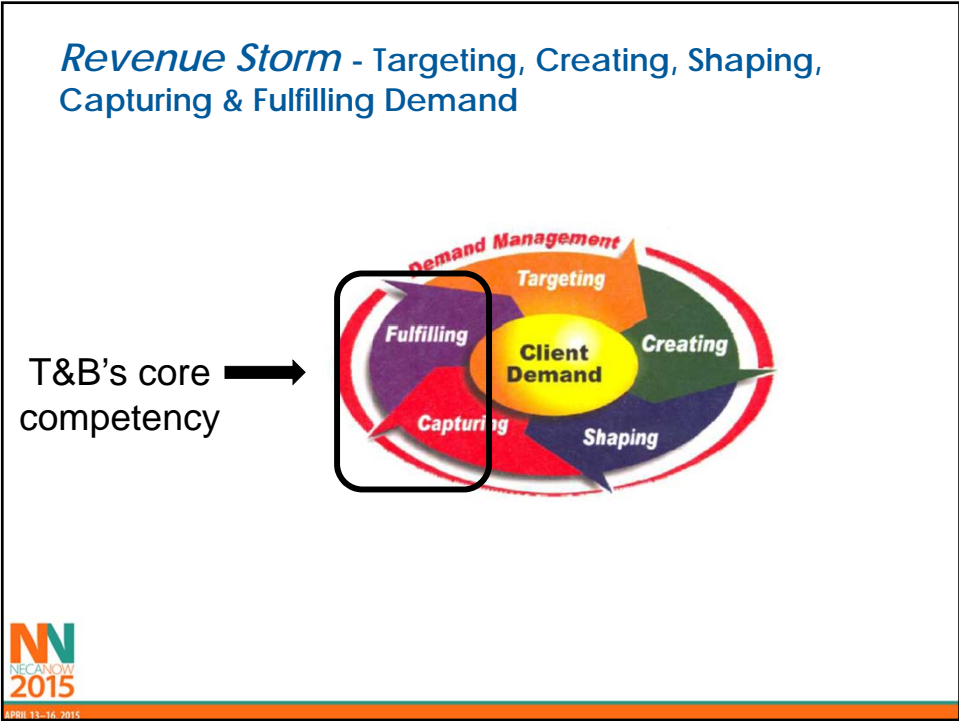 Revenue Storm - Targeting, Creating, Shaping,
Capturing & Fulfilling Demand
Demand Management
Targeting
Fulfilling
Creating
Client
Demand
T&B's core
competency
Capturing
Shaping
NN
NECANOW
2015
APRIL 13–16, 2015